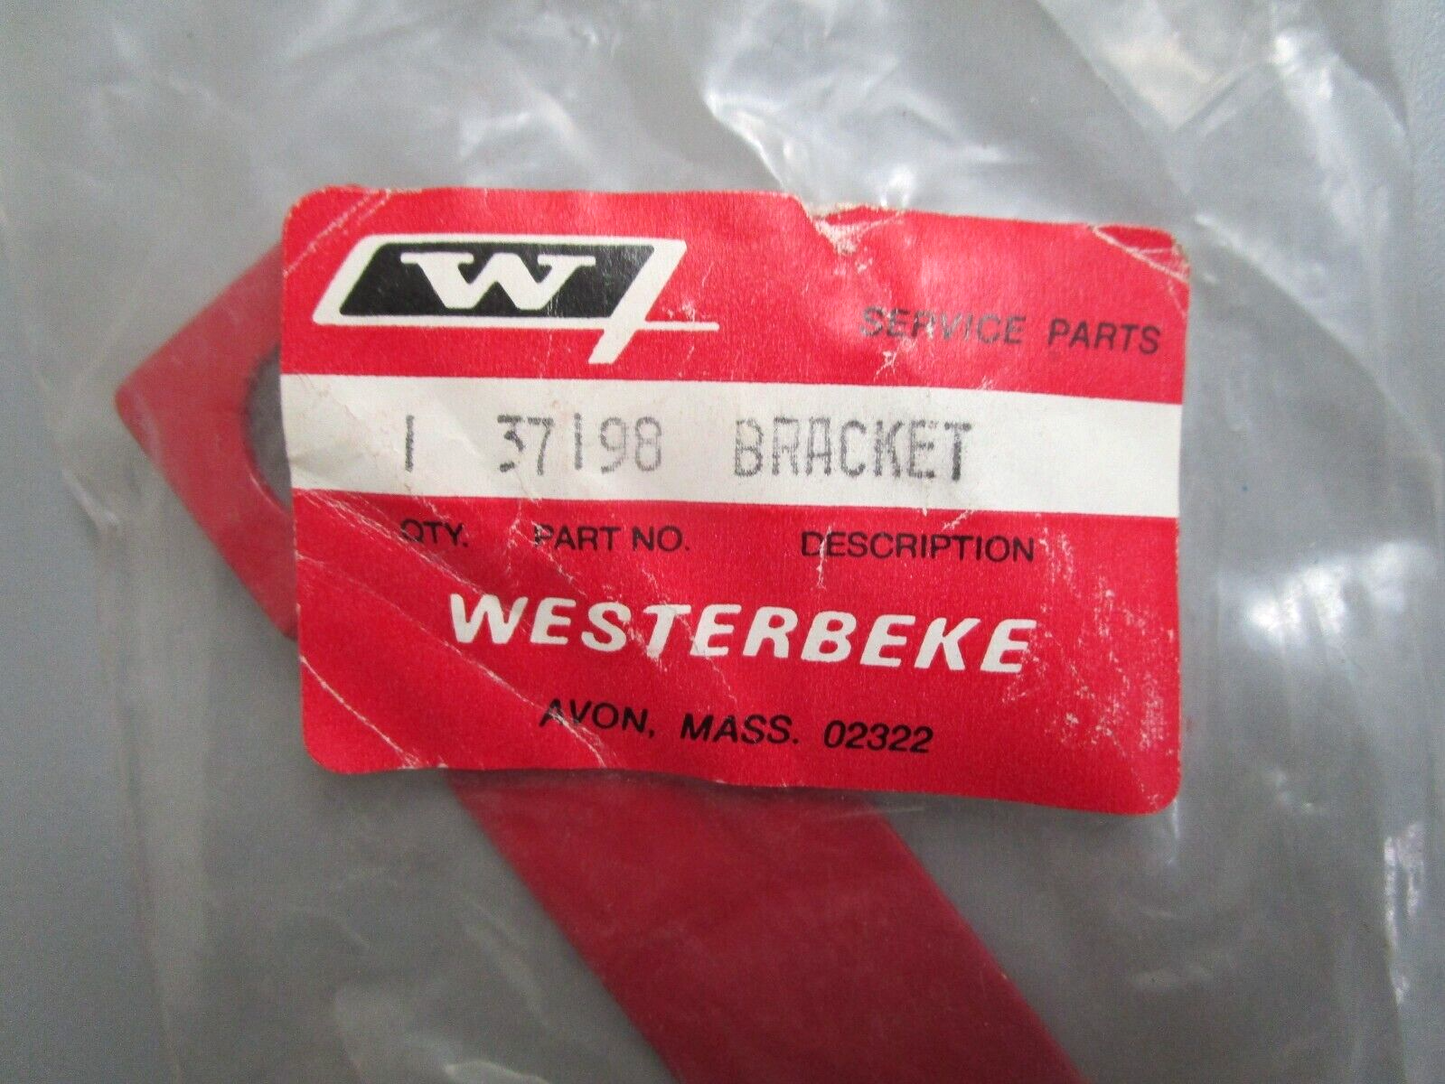 W
SERVICE PARTS
1 37198 BRACKET
QTY. PART NO. DESCRIPTION
WESTERBEKE
AVON, MASS. 02322